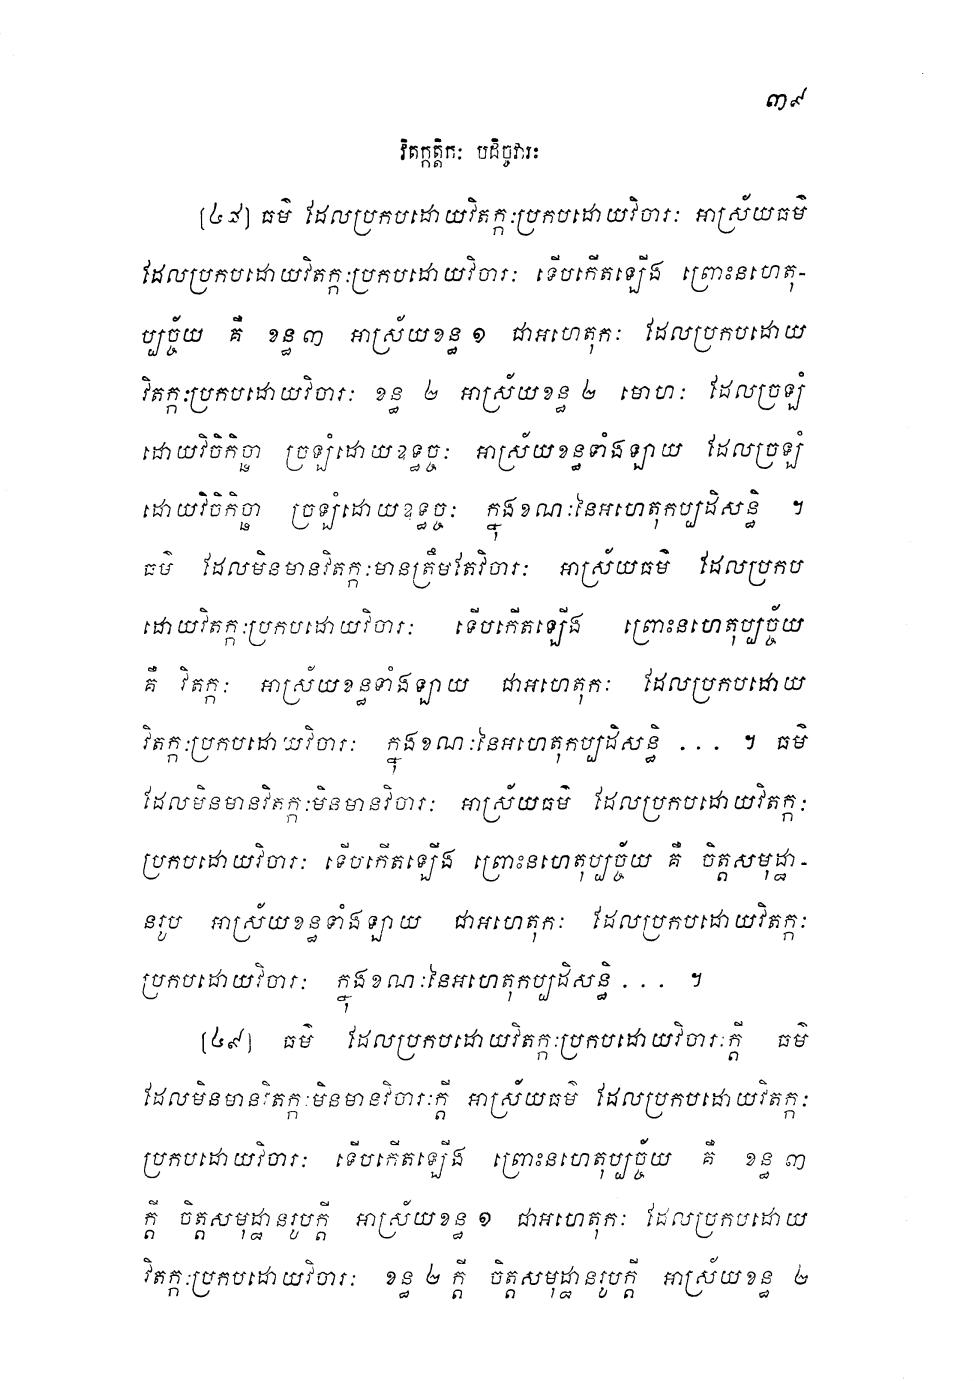 ៣៩
វិតក្កត្តិកៈ បដិច្ចវារៈ
[៤៨] ធម៌ ដែលប្រកបដោយវិតក្កៈប្រកបដោយវិចារៈ អាស្រ័យធម៌
ដែលប្រកបដោយវិតក្កៈប្រកបដោយវិចារៈ ទើបកើតឡើង ព្រោះនហេតុ-
ប្បច្ច័យ គឺ ខន្ធ ៣ អាស្រ័យខន្ធ ១ ជាអហេតុកៈ ដែលប្រកបដោយ
វិតក្កៈប្រកបដោយវិចារៈ ខន្ធ ២ អាស្រ័យខន្ធ ២ មោហៈ ដែលច្រឡំ
ដោយវិចិកិច្ឆា ច្រឡំដោយឧទ្ធច្ចៈ អាស្រ័យខន្ធទាំងឡាយ ដែលច្រឡំ
ដោយវិចិកិច្ឆា ច្រឡំដោយឧទ្ធច្ចៈ ក្នុងខណៈនៃអហេតុកប្បដិសន្ធិ ។
ធម៌ ដែលមិនមានវិតក្កៈមានត្រឹមតែវិចារៈ អាស្រ័យធម៌ ដែលប្រកប
ដោយវិតក្កៈប្រកបដោយវិចារៈ ទើបកើតឡើង ព្រោះនហេតុប្បច្ច័យ
គឺ វិតក្កៈ អាស្រ័យខន្ធទាំងឡាយ ជាអហេតុកៈ ដែលប្រកបដោយ
វិតក្កៈប្រកបដោយវិចារៈ ក្នុងខណៈនៃអហេតុកប្បដិសន្ធិ ... ។ ធម៌
ដែលមិនមានវិតក្កៈមិនមានវិចារៈ អាស្រ័យធម៌ ដែលប្រកបដោយវិតក្កៈ
ប្រកបដោយវិចារៈ ទើបកើតឡើង ព្រោះនហេតុប្បច្ច័យ គឺ ចិត្តសមុដ្ឋា-
នរូប អាស្រ័យខន្ធទាំងឡាយ ជាអហេតុកៈ ដែលប្រកបដោយវិតក្កៈ
ប្រកបដោយវិចារៈ ក្នុងខណៈនៃអហេតុកប្បដិសន្ធិ ... ។
[៤៩] ធម៌ ដែលប្រកបដោយវិតក្កៈប្រកបដោយវិចារៈក្តី ធម៌
ដែលមិនមានវិតក្កៈមិនមានវិចារៈក្តី អាស្រ័យធម៌ ដែលប្រកបដោយវិតក្កៈ
ប្រកបដោយវិចារៈ ទើបកើតឡើង ព្រោះនហេតុប្បច្ច័យ គឺ ខន្ធ ៣
ក្តី ចិត្តសមុដ្ឋានរូបក្តី អាស្រ័យខន្ធ ១ ជាអហេតុកៈ ដែលប្រកបដោយ
វិតក្កៈប្រកបដោយវិចារៈ ខន្ធ ២ ក្តី ចិត្តសមុដ្ឋានរូបក្តី អាស្រ័យខន្ធ ២